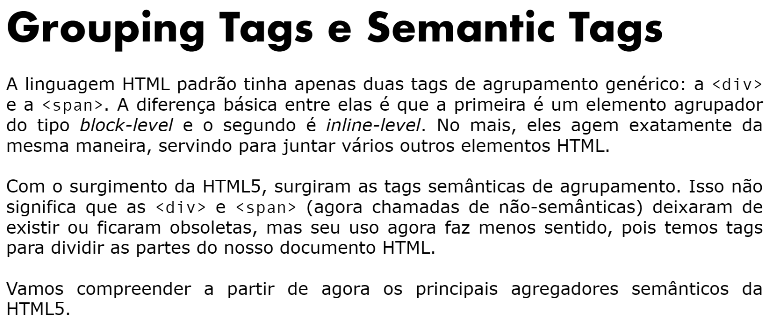 Grouping Tags e Semantic Tags
A linguagem HTML padrão tinha apenas duas tags de agrupamento genérico: a <div>
e a <span>. A diferença básica entre elas é que a primeira é um elemento agrupador
do tipo block-level e o segundo é inline-level. No mais, eles agem exatamente da
mesma maneira, servindo para juntar vários outros elementos HTML.
Com o surgimento da HTML5, surgiram as tags semânticas de agrupamento. Isso não
significa que as <div> e <span> (agora chamadas de não-semânticas) deixaram de
existir ou ficaram obsoletas, mas seu uso agora faz menos sentido, pois temos tags
para dividir as partes do nosso documento HTML.
Vamos compreender a partir de agora os principais agregadores semânticos da
HTML5.